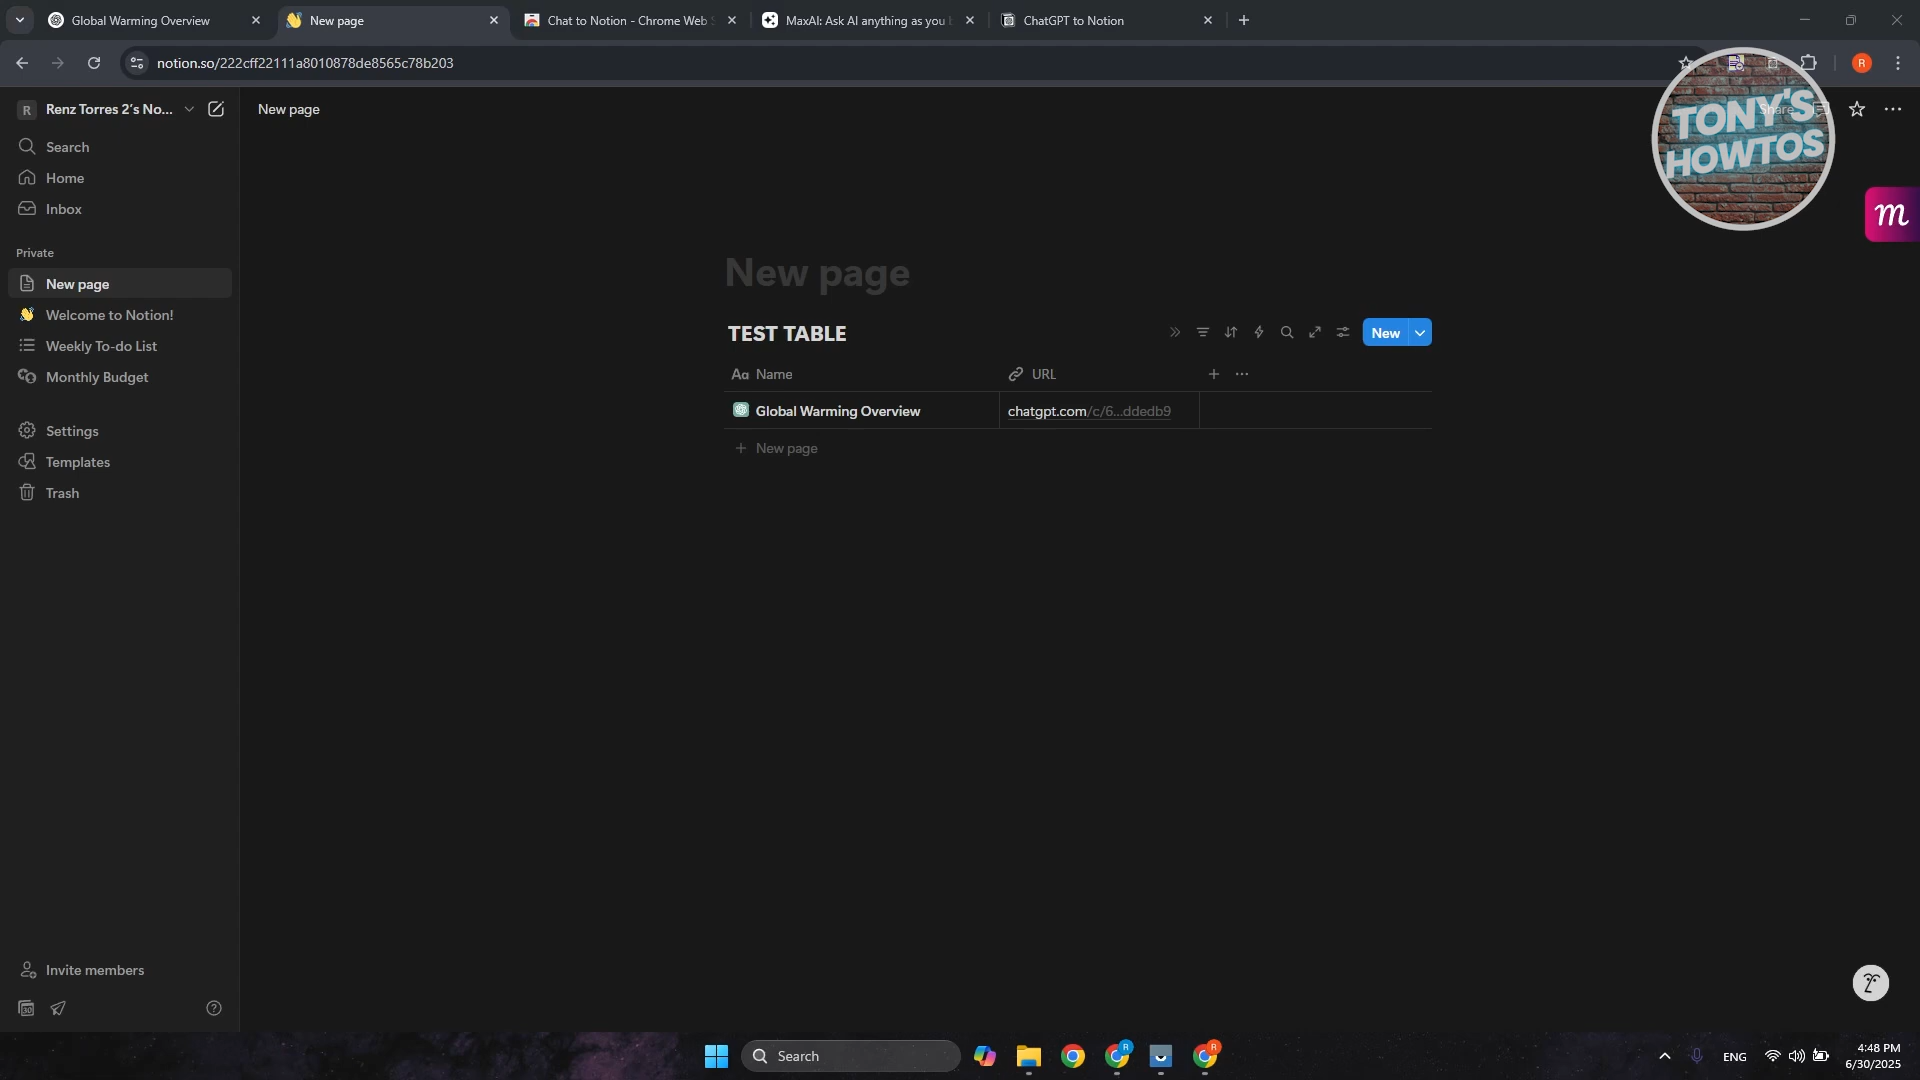 Global Warming Overview
New page
Chat to Notion - Chrome Web
MaxAI: Ask AI anything as you
ChatGPT to Notion
notion.so/222cff22111a8010878de8565c78b203
R
R
Renz Torres 2's No...
New page
Share
TONY'S
HOWTOS
Search
Home
Inbox
m
Private
New page
Welcome to Notion!
Weekly To-do List
Monthly Budget
Settings
Templates
Trash
New page
TEST TABLE
New
Aa Name
URL
Global Warming Overview
chatgpt.com/c/6...ddedb9
New page
Invite members
30
Search
R
R
ENG
4:48 PM
6/30/2025